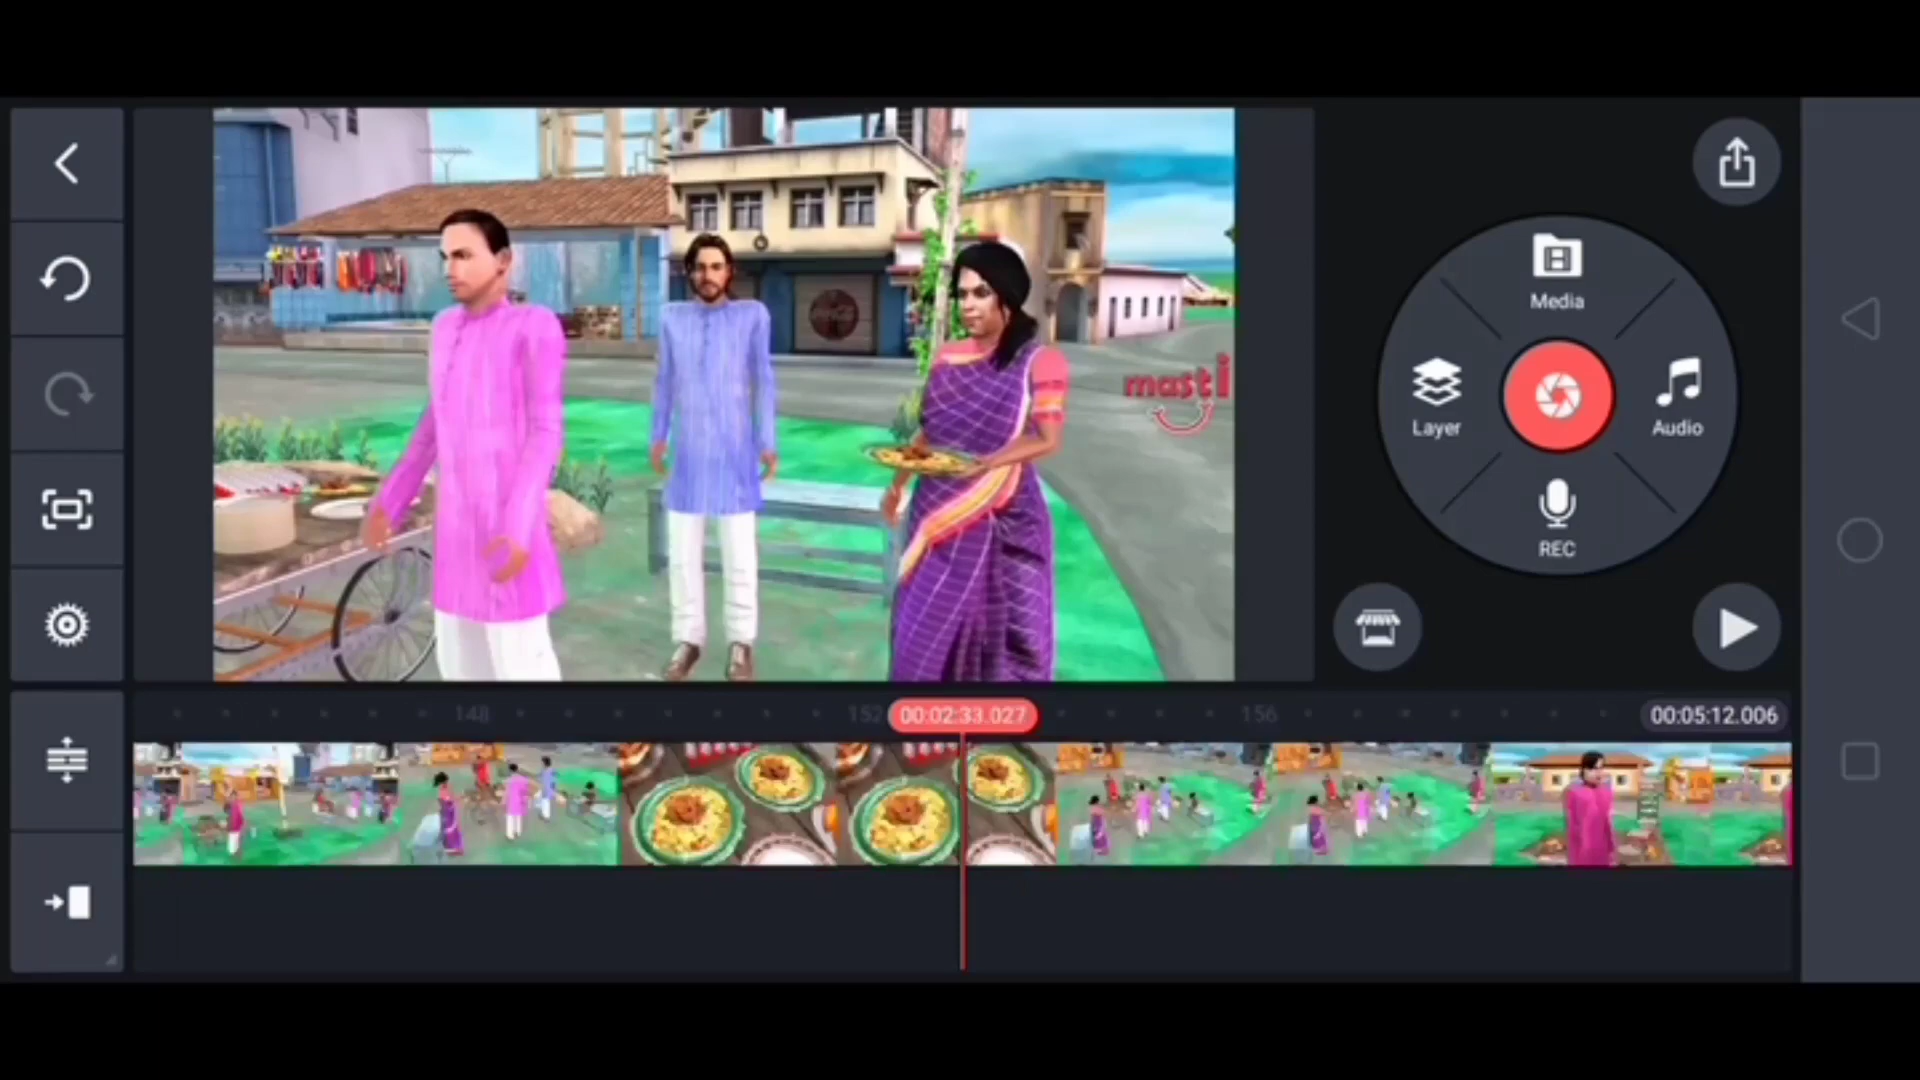 Media
masti
Layer
Audio
REC
148
152
00:02:33.027
156
00:05:12.006